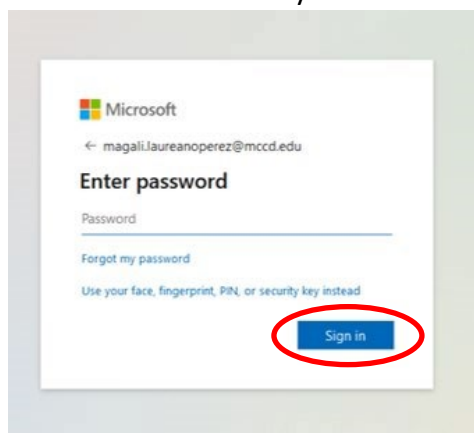 Microsoft
← magali.laureanoperez@mccd.edu
Enter password
Password
Forgot my password
Use your face, fingerprint, PIN, or security key instead
Sign in